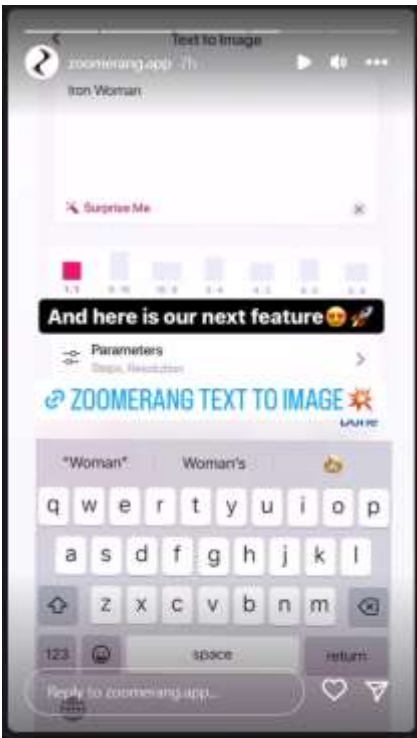 Text to Image
zoomerang.app 7h
Iron Woman
Surprise Me
1:1
And here is our next feature😍🚀
Parameters
Steps, Resolution
ZOOMERANG TEXT TO IMAGE💥
Done
"Woman" Woman's
q w e r t y u i o p
a s d f g h j k l
z x c v b n m
123 space return
Reply to zoomerang.app...